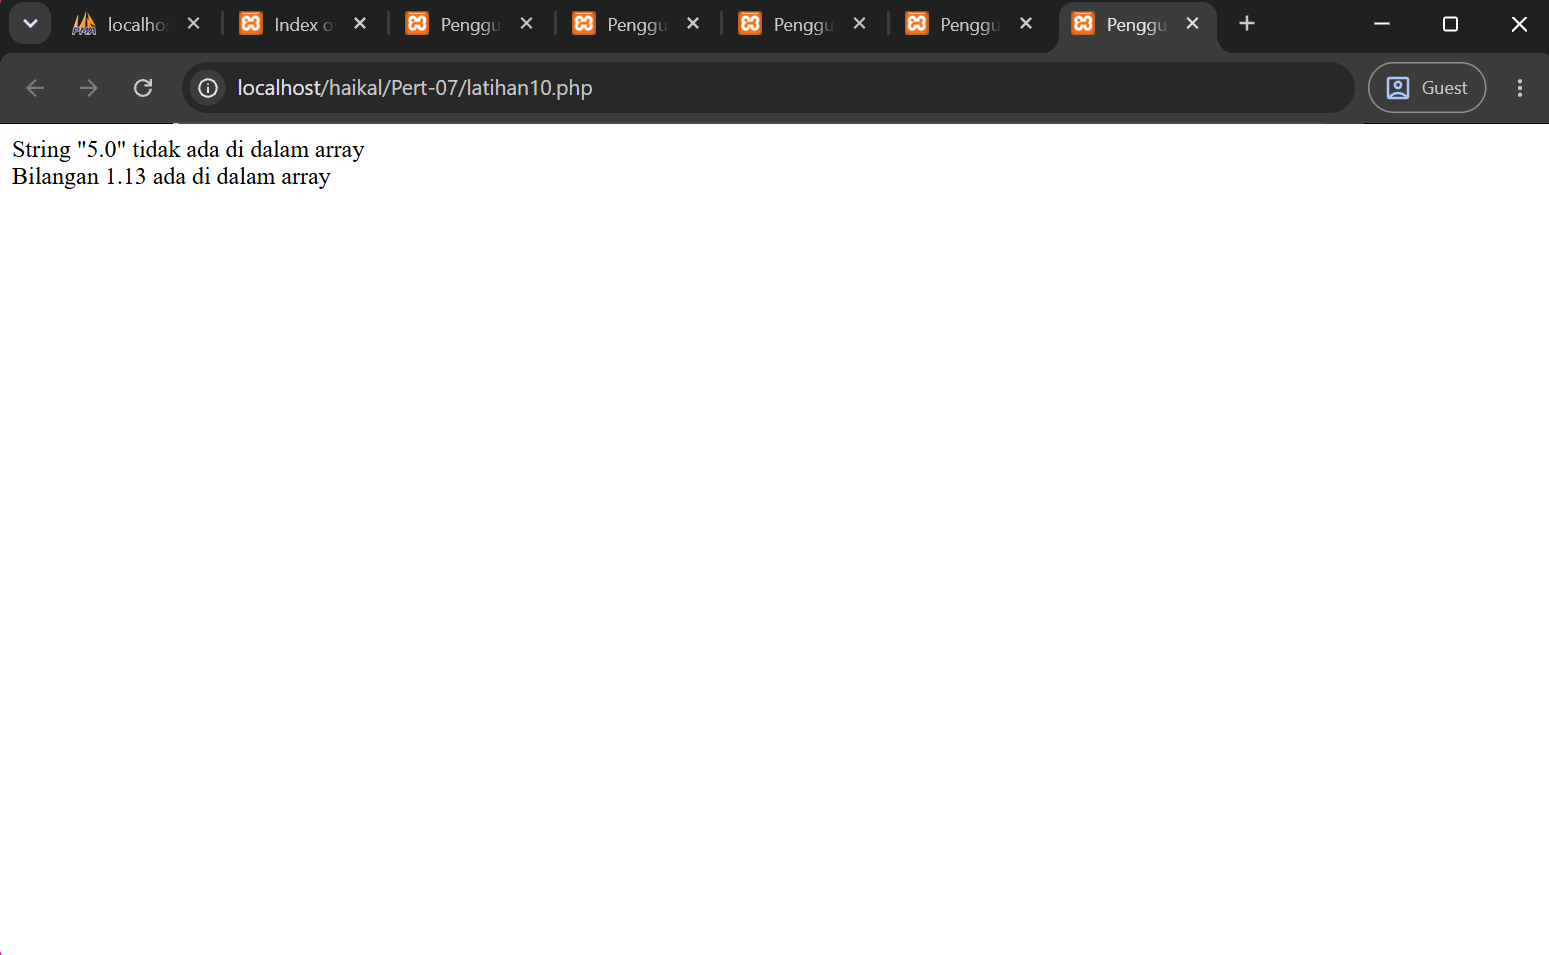 localho
Index o
Penggu
Penggu
Penggu
Penggu
Penggu
localhost/haikal/Pert-07/latihan10.php
Guest
String "5.0" tidak ada di dalam array
Bilangan 1.13 ada di dalam array